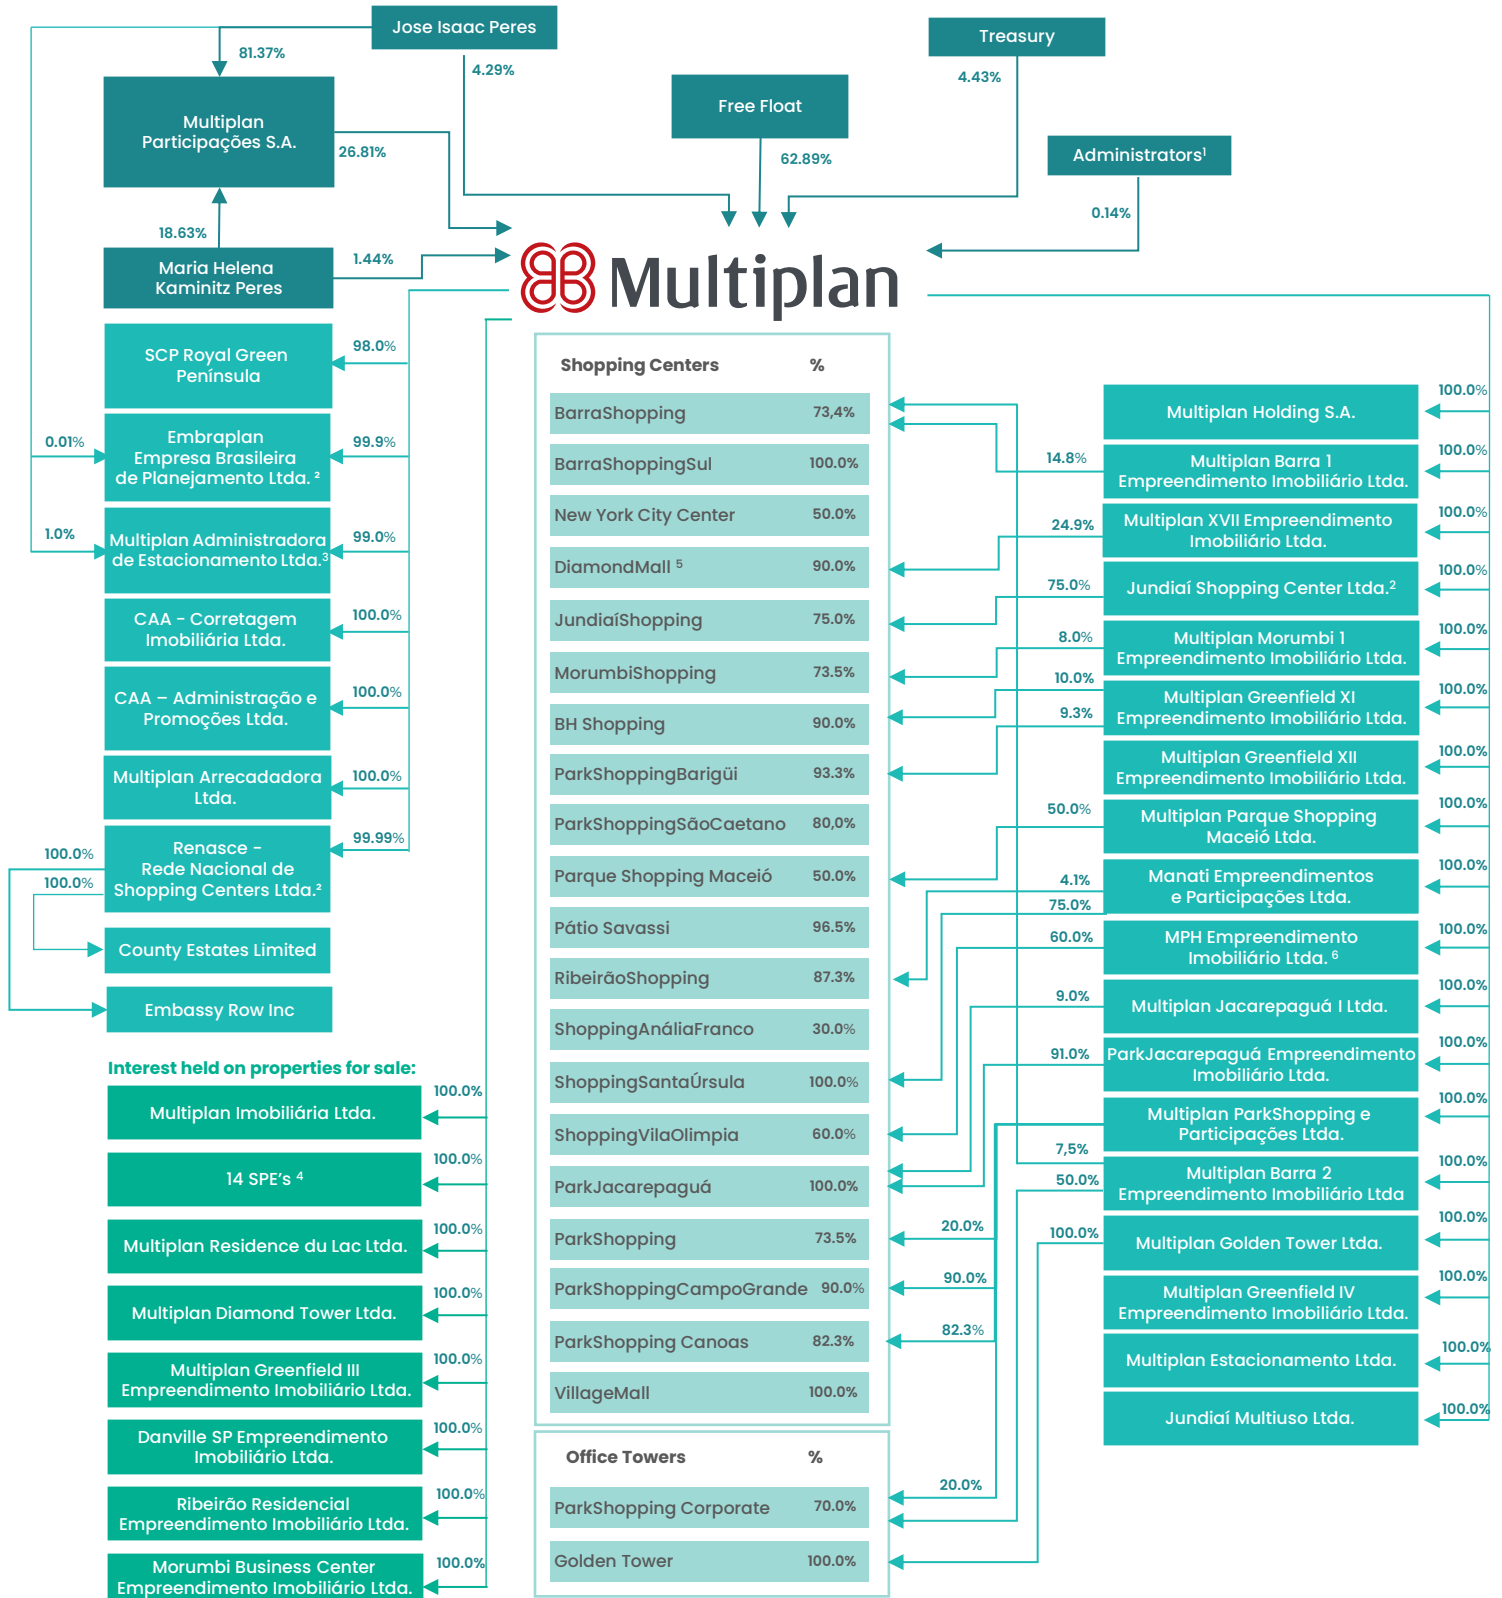 Jose Isaac Peres
81.37%
4.29%
Treasury
4.43%
Free Float
62.89%
Multiplan
Participações S.A.
26.81%
Administrators¹
0.14%
18.63%
Maria Helena
Kaminitz Peres
1.44%
Multiplan
SCP Royal Green
Península
98.0%
0.01%
Embraplan
Empresa Brasileira
de Planejamento Ltda. ²
99.9%
1.0%
Multiplan Administradora
de Estacionamento Ltda.³
99.0%
CAA - Corretagem
Imobiliária Ltda.
100.0%
CAA – Administração e
Promoções Ltda.
100.0%
Multiplan Arrecadadora
Ltda.
100.0%
100.0%
100.0%
Renasce -
Rede Nacional de
Shopping Centers Ltda.²
99.99%
County Estates Limited
Embassy Row Inc
Interest held on properties for sale:
Multiplan Imobiliária Ltda.
100.0%
14 SPE's ⁴
100.0%
Multiplan Residence du Lac Ltda.
100.0%
Multiplan Diamond Tower Ltda.
100.0%
Multiplan Greenfield III
Empreendimento Imobiliário Ltda.
100.0%
Danville SP Empreendimento
Imobiliário Ltda.
100.0%
Ribeirão Residencial
Empreendimento Imobiliário Ltda.
100.0%
Morumbi Business Center
Empreendimento Imobiliário Ltda.
100.0%
Shopping Centers %
BarraShopping 73,4%
BarraShoppingSul 100.0%
New York City Center 50.0%
DiamondMall ⁵ 90.0%
JundiaíShopping 75.0%
MorumbiShopping 73.5%
BH Shopping 90.0%
ParkShoppingBarigüi 93.3%
ParkShoppingSãoCaetano 80,0%
Parque Shopping Maceió 50.0%
Pátio Savassi 96.5%
RibeirãoShopping 87.3%
ShoppingAnáliaFranco 30.0%
ShoppingSantaÚrsula 100.0%
ShoppingVilaOlimpia 60.0%
ParkJacarepaguá 100.0%
ParkShopping 73.5%
ParkShoppingCampoGrande 90.0%
ParkShopping Canoas 82.3%
VillageMall 100.0%
Office Towers %
ParkShopping Corporate 70.0%
Golden Tower 100.0%
Multiplan Holding S.A.
100.0%
14.8%
Multiplan Barra 1
Empreendimento Imobiliário Ltda.
100.0%
24.9%
Multiplan XVII Empreendimento
Imobiliário Ltda.
100.0%
75.0%
Jundiaí Shopping Center Ltda.²
100.0%
8.0%
Multiplan Morumbi 1
Empreendimento Imobiliário Ltda.
100.0%
10.0%
9.3%
Multiplan Greenfield XI
Empreendimento Imobiliário Ltda.
100.0%
Multiplan Greenfield XII
Empreendimento Imobiliário Ltda.
100.0%
50.0%
Multiplan Parque Shopping
Maceió Ltda.
100.0%
4.1%
75.0%
Manati Empreendimentos
e Participações Ltda.
100.0%
60.0%
MPH Empreendimento
Imobiliário Ltda. ⁶
100.0%
9.0%
Multiplan Jacarepaguá I Ltda.
100.0%
91.0%
ParkJacarepaguá Empreendimento
Imobiliário Ltda.
100.0%
Multiplan ParkShopping e
Participações Ltda.
100.0%
7,5%
50.0%
Multiplan Barra 2
Empreendimento Imobiliário Ltda
100.0%
20.0%
100.0%
Multiplan Golden Tower Ltda.
100.0%
90.0%
Multiplan Greenfield IV
Empreendimento Imobiliário Ltda.
100.0%
82.3%
Multiplan Estacionamento Ltda.
100.0%
Jundiaí Multiuso Ltda.
100.0%
20.0%